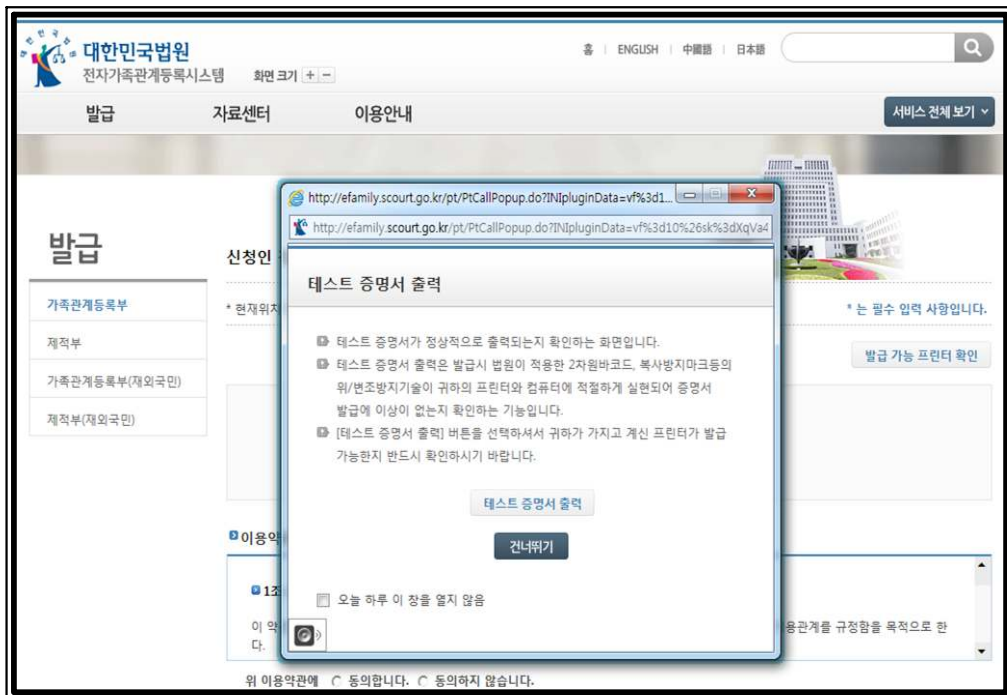 대한민국법원
전자가족관계등록시스템
화면 크기 + -
홈 | ENGLISH | 中國語 | 日本語
발급
자료센터
이용안내
서비스 전체 보기
발급
가족관계등록부
제적부
가족관계등록부(재외국민)
제적부(재외국민)
신청인
* 현재위치
* 는 필수 입력 사항입니다.
발급 가능 프린터 확인
http://efamily.scourt.go.kr/pt/PtCallPopup.do?INIpluginData=vf%3d1...
http://efamily.scourt.go.kr/pt/PtCallPopup.do?INIpluginData=vf%3d10%26sk%3dXqVa4
테스트 증명서 출력
테스트 증명서가 정상적으로 출력되는지 확인하는 화면입니다.
테스트 증명서 출력은 발급시 법원이 적용한 2차원바코드, 복사방지마크등의
위/변조방지기술이 귀하의 프린터와 컴퓨터에 적절하게 실현되어 증명서
발급에 이상이 없는지 확인하는 기능입니다.
[테스트 증명서 출력] 버튼을 선택하셔서 귀하가 가지고 계신 프린터가 발급
가능한지 반드시 확인하시기 바랍니다.
테스트 증명서 출력
건너뛰기
오늘 하루 이 창을 열지 않음
이용약
1조
이 약
용관계를 규정함을 목적으로 한
다.
위 이용약관에 동의합니다. 동의하지 않습니다.